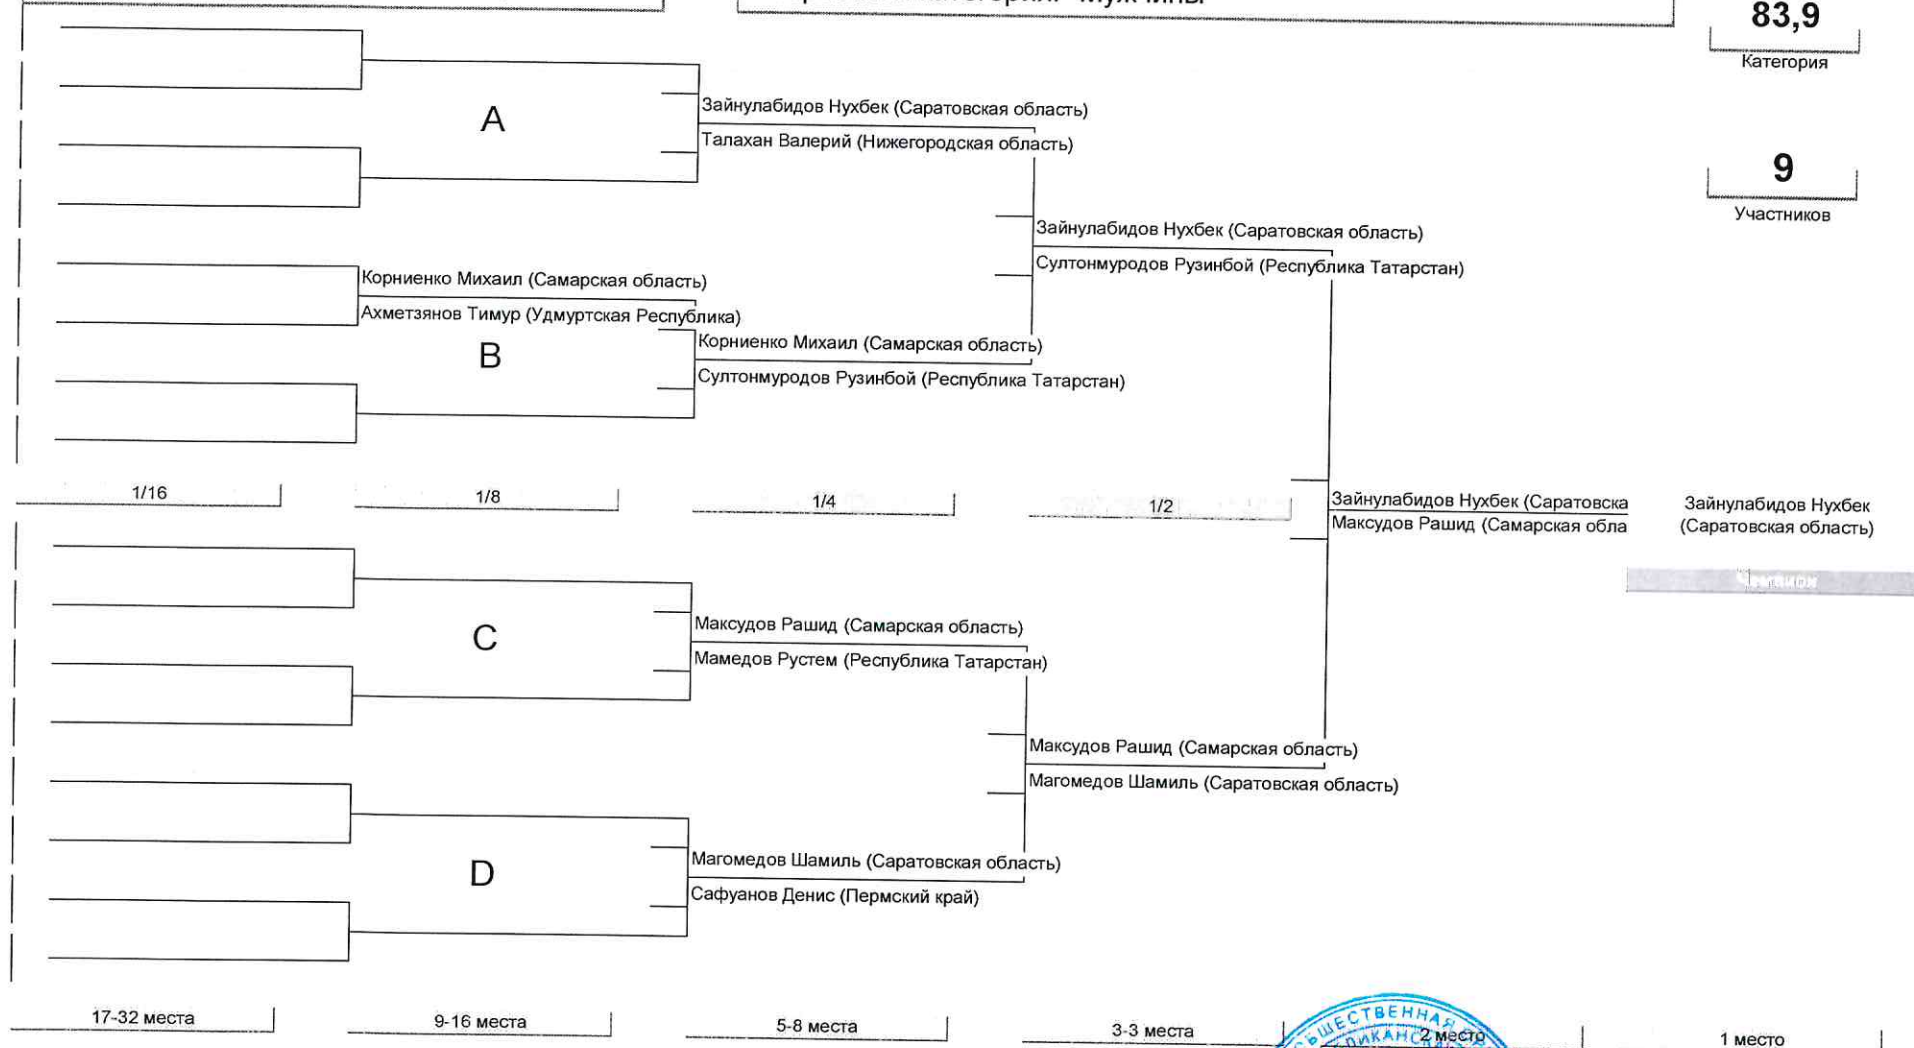 83,9
Категория
9
Участников
A
Зайнулабидов Нухбек (Саратовская область)
Талахан Валерий (Нижегородская область)
Зайнулабидов Нухбек (Саратовская область)
Султонмуродов Рузинбой (Республика Татарстан)
Корниенко Михаил (Самарская область)
Ахметзянов Тимур (Удмуртская Республика)
B
Корниенко Михаил (Самарская область)
Султонмуродов Рузинбой (Республика Татарстан)
1/16
1/8
1/4
1/2
Зайнулабидов Нухбек (Саратовска
Максудов Рашид (Самарская обла
Зайнулабидов Нухбек
(Саратовская область)
Чемпион
C
Максудов Рашид (Самарская область)
Мамедов Рустем (Республика Татарстан)
Максудов Рашид (Самарская область)
Магомедов Шамиль (Саратовская область)
D
Магомедов Шамиль (Саратовская область)
Сафуанов Денис (Пермский край)
17-32 места
9-16 места
5-8 места
3-3 места
2 место
1 место